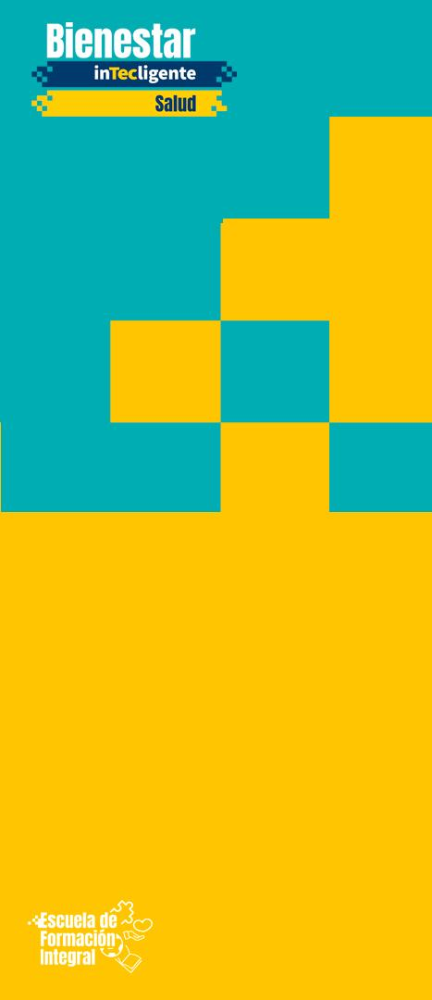 Bienestar
inTecligente
Salud
Escuela de
Formación
Integral